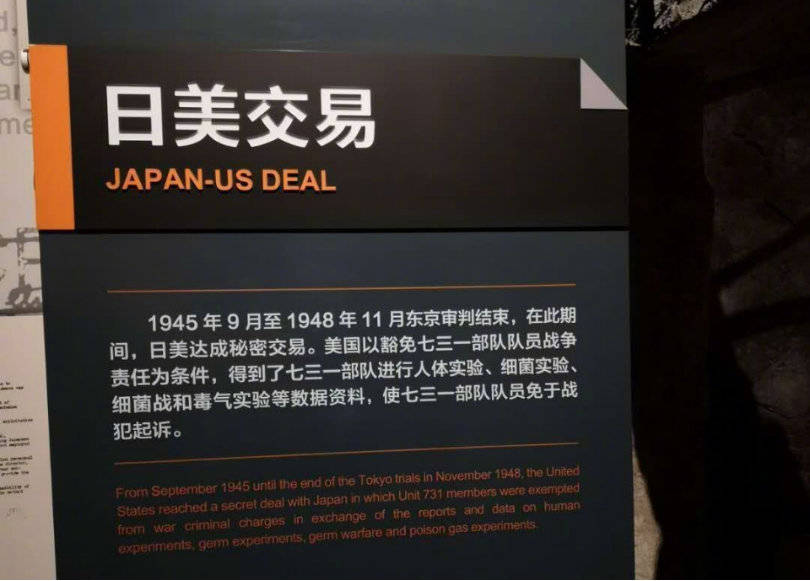 日美交易
JAPAN-US DEAL
1945 年 9 月至 1948 年 11 月东京审判结束，在此期
间，日美达成秘密交易。美国以豁免七三一部队队员战争
责任为条件，得到了七三一部队进行人体实验、细菌实验、
细菌战和毒气实验等数据资料，使七三一部队队员免于战
犯起诉。
From September 1945 until the end of the Tokyo trials in November 1948, the United
States reached a secret deal with Japan in which Unit 731 members were exempted
from war criminal charges in exchange of the reports and data on human
experiments, germ experiments, germ warfare and poison gas experiments.